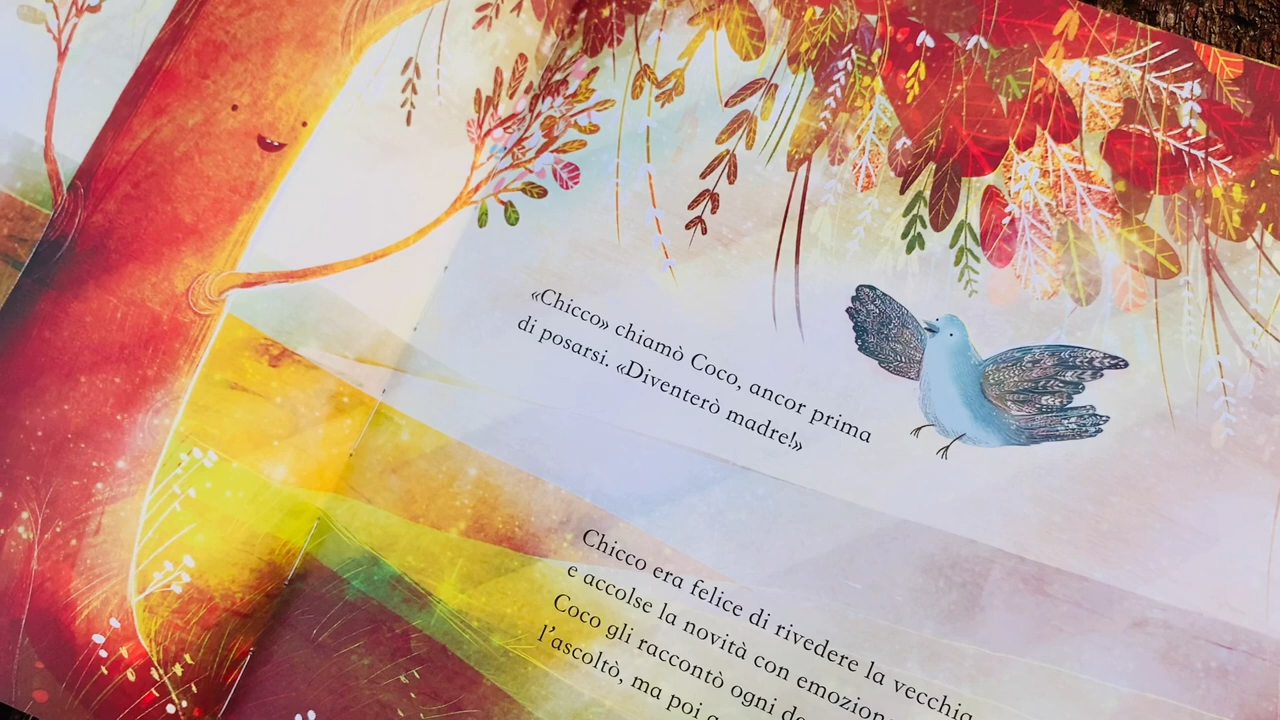 «Chicco» chiamò Coco, ancor prima
di posarsi. «Diventerò madre!»
Chicco era felice di rivedere la vecchia
e accolse la novità con emozion
Coco gli raccontò ogni de
l'ascoltò, ma poi